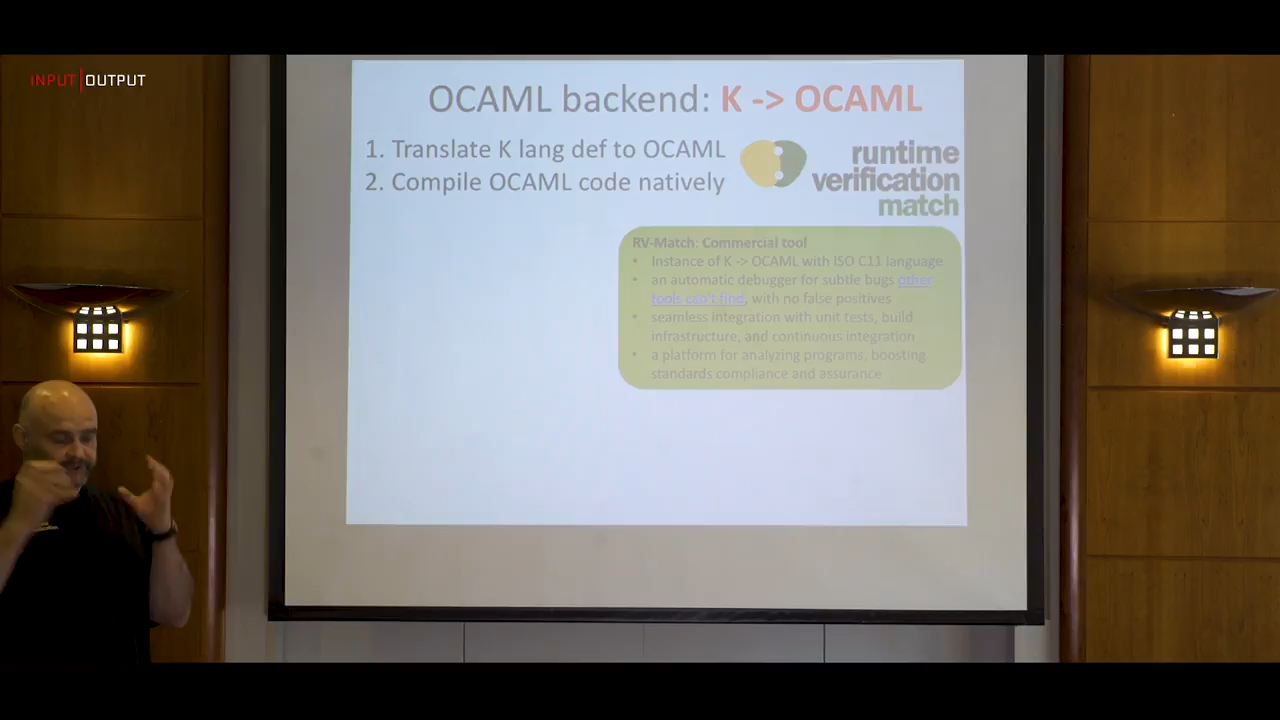 INPUT|OUTPUT
OCAML backend: K -> OCAML
1. Translate K lang def to OCAML
2. Compile OCAML code natively
runtime
verification
match
RV-Match: Commercial tool
• Instance of K -> OCAML with ISO C11 language
• an automatic debugger for subtle bugs other
tools can't find, with no false positives
• seamless integration with unit tests, build
infrastructure, and continuous integration
• a platform for analyzing programs, boosting
standards compliance and assurance